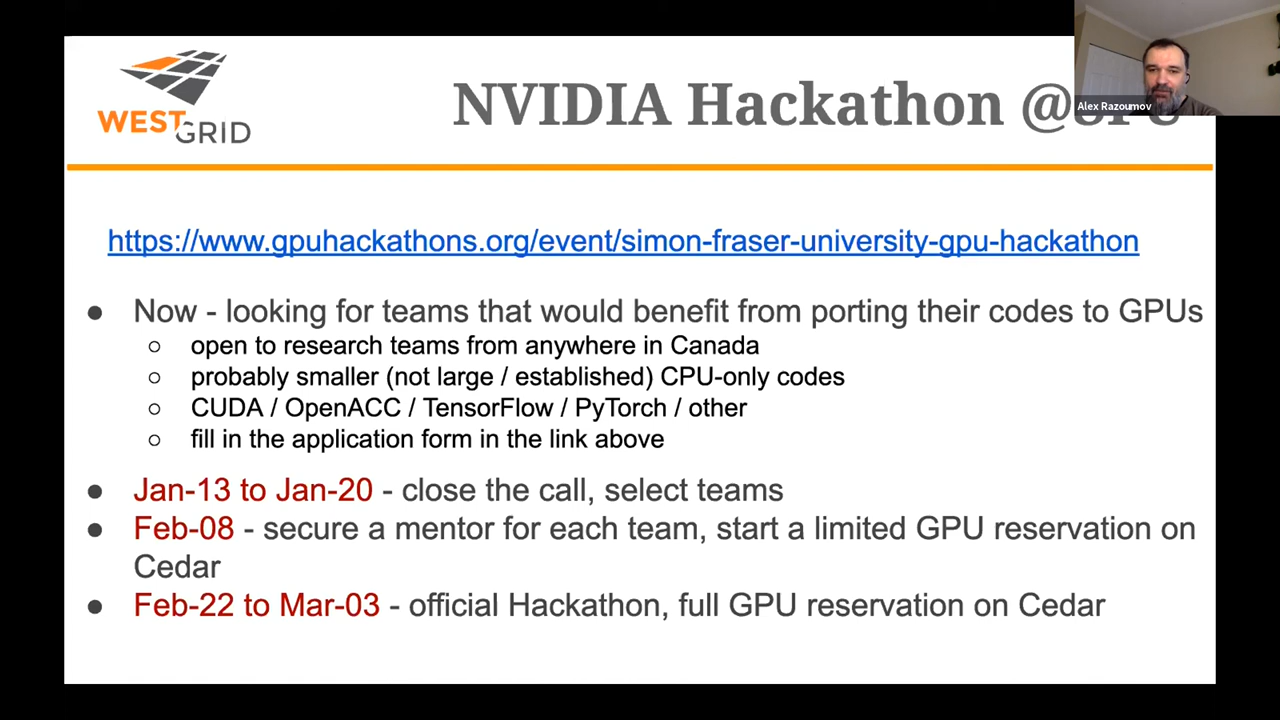 WEST
GRID
NVIDIA Hackathon @SFU
Alex Razoumov
https://www.gpuhackathons.org/event/simon-fraser-university-gpu-hackathon
● Now - looking for teams that would benefit from porting their codes to GPUs
○ open to research teams from anywhere in Canada
○ probably smaller (not large / established) CPU-only codes
○ CUDA / OpenACC / TensorFlow / PyTorch / other
○ fill in the application form in the link above
● Jan-13 to Jan-20 - close the call, select teams
● Feb-08 - secure a mentor for each team, start a limited GPU reservation on
Cedar
● Feb-22 to Mar-03 - official Hackathon, full GPU reservation on Cedar